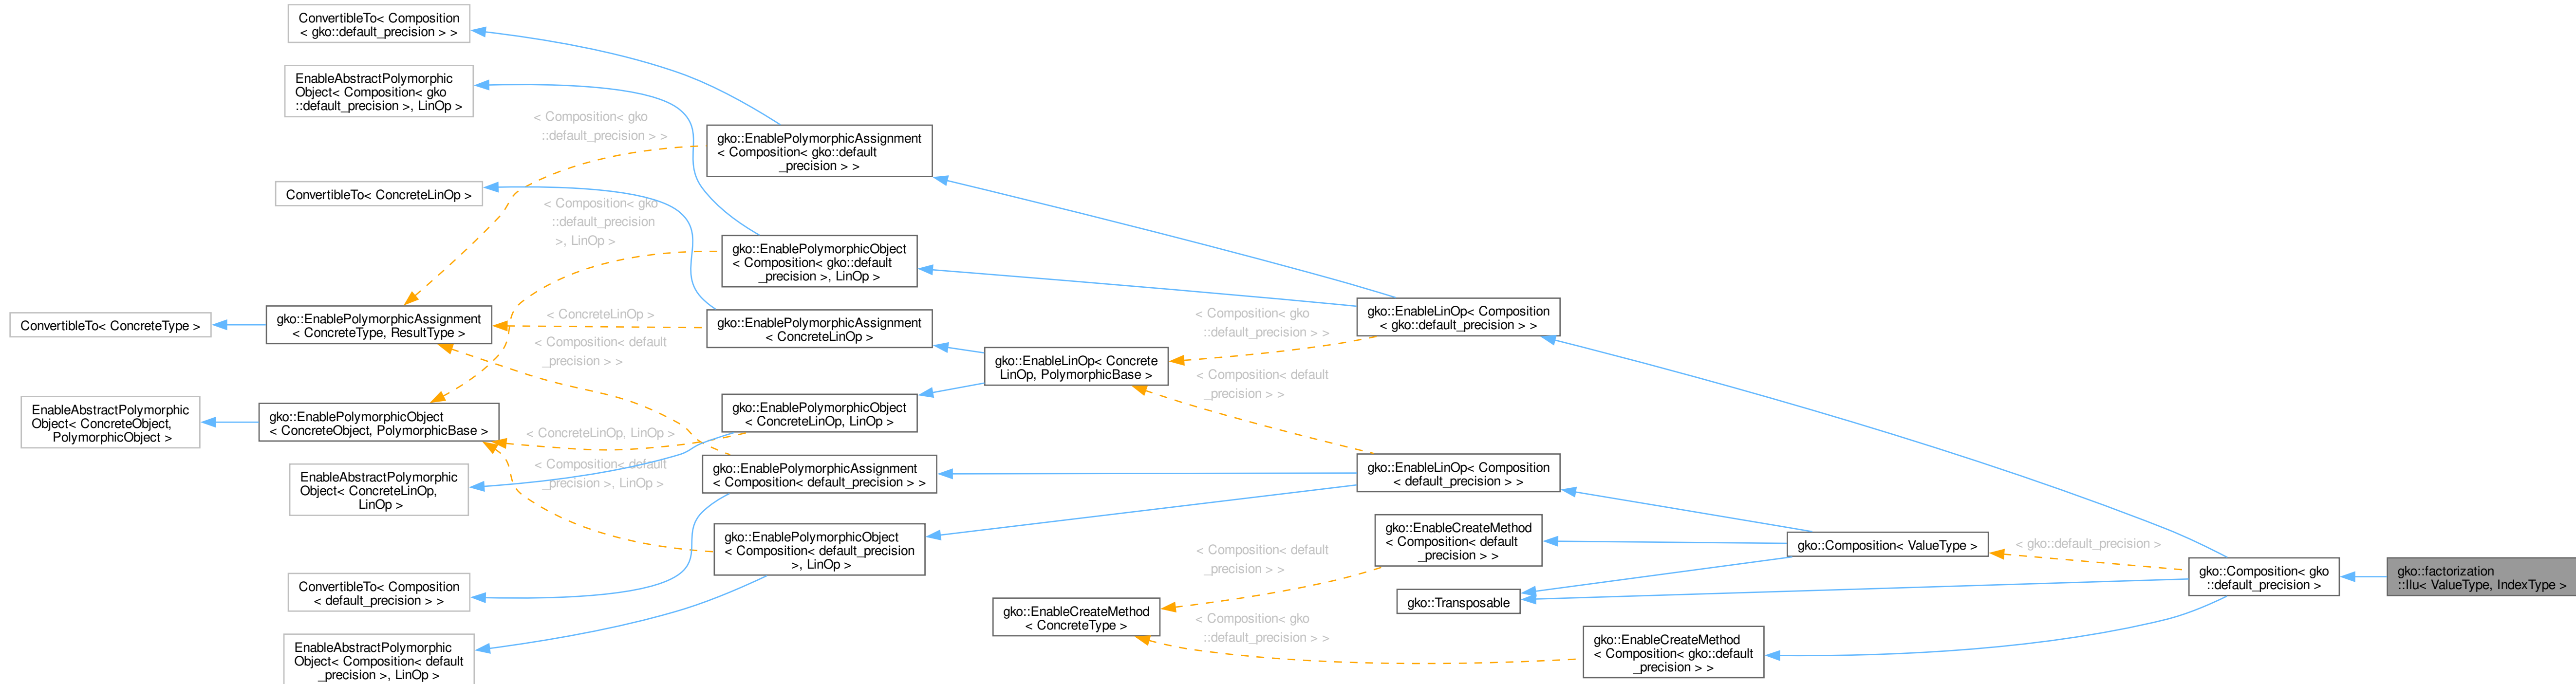 ConvertibleTo< Composition
< gko::default_precision > >
EnableAbstractPolymorphic
Object< Composition< gko
::default_precision >, LinOp >
ConvertibleTo< ConcreteLinOp >
ConvertibleTo< ConcreteType >
EnableAbstractPolymorphic
Object< ConcreteObject,
PolymorphicObject >
gko::EnablePolymorphicAssignment
< ConcreteType, ResultType >
gko::EnablePolymorphicObject
< ConcreteObject, PolymorphicBase >
EnableAbstractPolymorphic
Object< ConcreteLinOp,
LinOp >
ConvertibleTo< Composition
< default_precision > >
EnableAbstractPolymorphic
Object< Composition< default
_precision >, LinOp >
< Composition< gko
::default_precision > >
< Composition< gko
::default_precision
>, LinOp >
< ConcreteLinOp >
< Composition< default
_precision > >
< ConcreteLinOp, LinOp >
< Composition< default
_precision >, LinOp >
gko::EnablePolymorphicAssignment
< Composition< gko::default
_precision > >
gko::EnablePolymorphicObject
< Composition< gko::default
_precision >, LinOp >
gko::EnablePolymorphicAssignment
< ConcreteLinOp >
gko::EnablePolymorphicObject
< ConcreteLinOp, LinOp >
gko::EnablePolymorphicAssignment
< Composition< default_precision > >
gko::EnablePolymorphicObject
< Composition< default_precision
>, LinOp >
gko::EnableLinOp< Concrete
LinOp, PolymorphicBase >
gko::EnableCreateMethod
< ConcreteType >
< Composition< gko
::default_precision > >
< Composition< default
_precision > >
< Composition< default
_precision > >
< Composition< gko
::default_precision > >
gko::EnableLinOp< Composition
< gko::default_precision > >
gko::EnableLinOp< Composition
< default_precision > >
gko::EnableCreateMethod
< Composition< default
_precision > >
gko::Transposable
gko::EnableCreateMethod
< Composition< gko::default
_precision > >
gko::Composition< ValueType >
< gko::default_precision >
gko::Composition< gko
::default_precision >
gko::factorization
::Ilu< ValueType, IndexType >